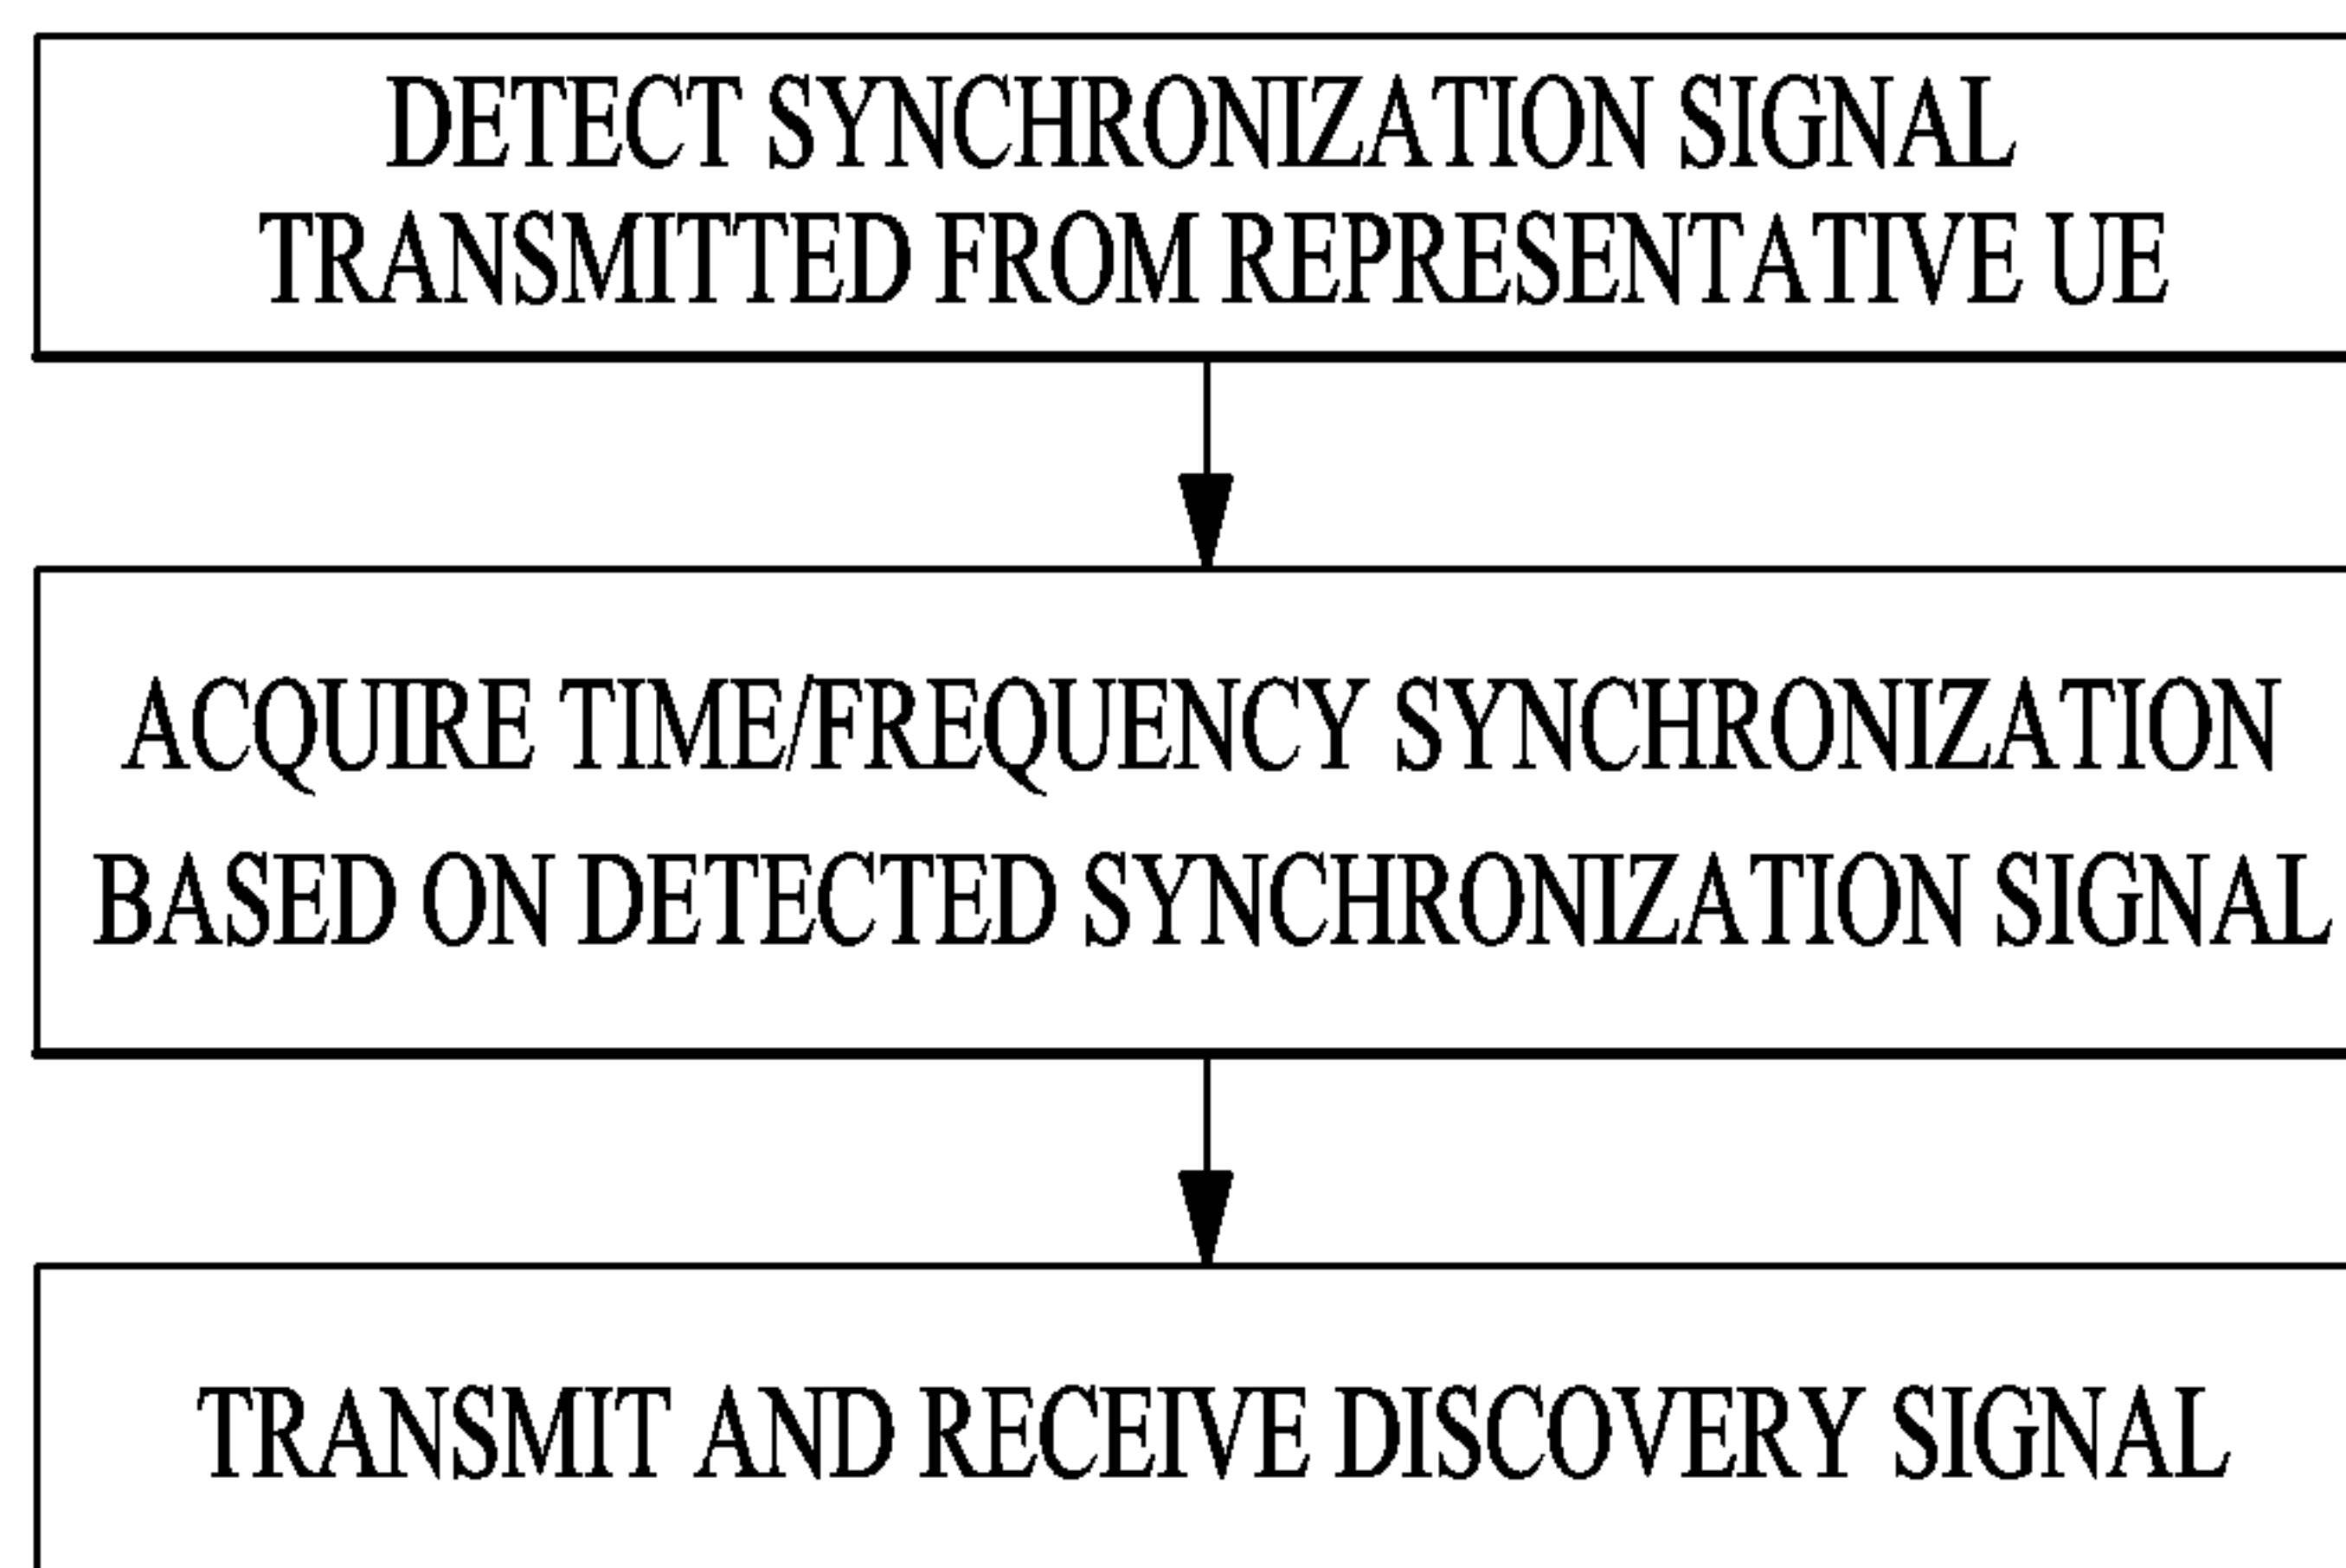 DETECT SYNCHRONIZATION SIGNAL
TRANSMITTED FROM REPRESENTATIVE UE
ACQUIRE TIME/FREQUENCY SYNCHRONIZATION
BASED ON DETECTED SYNCHRONIZATION SIGNAL
TRANSMIT AND RECEIVE DISCOVERY SIGNAL